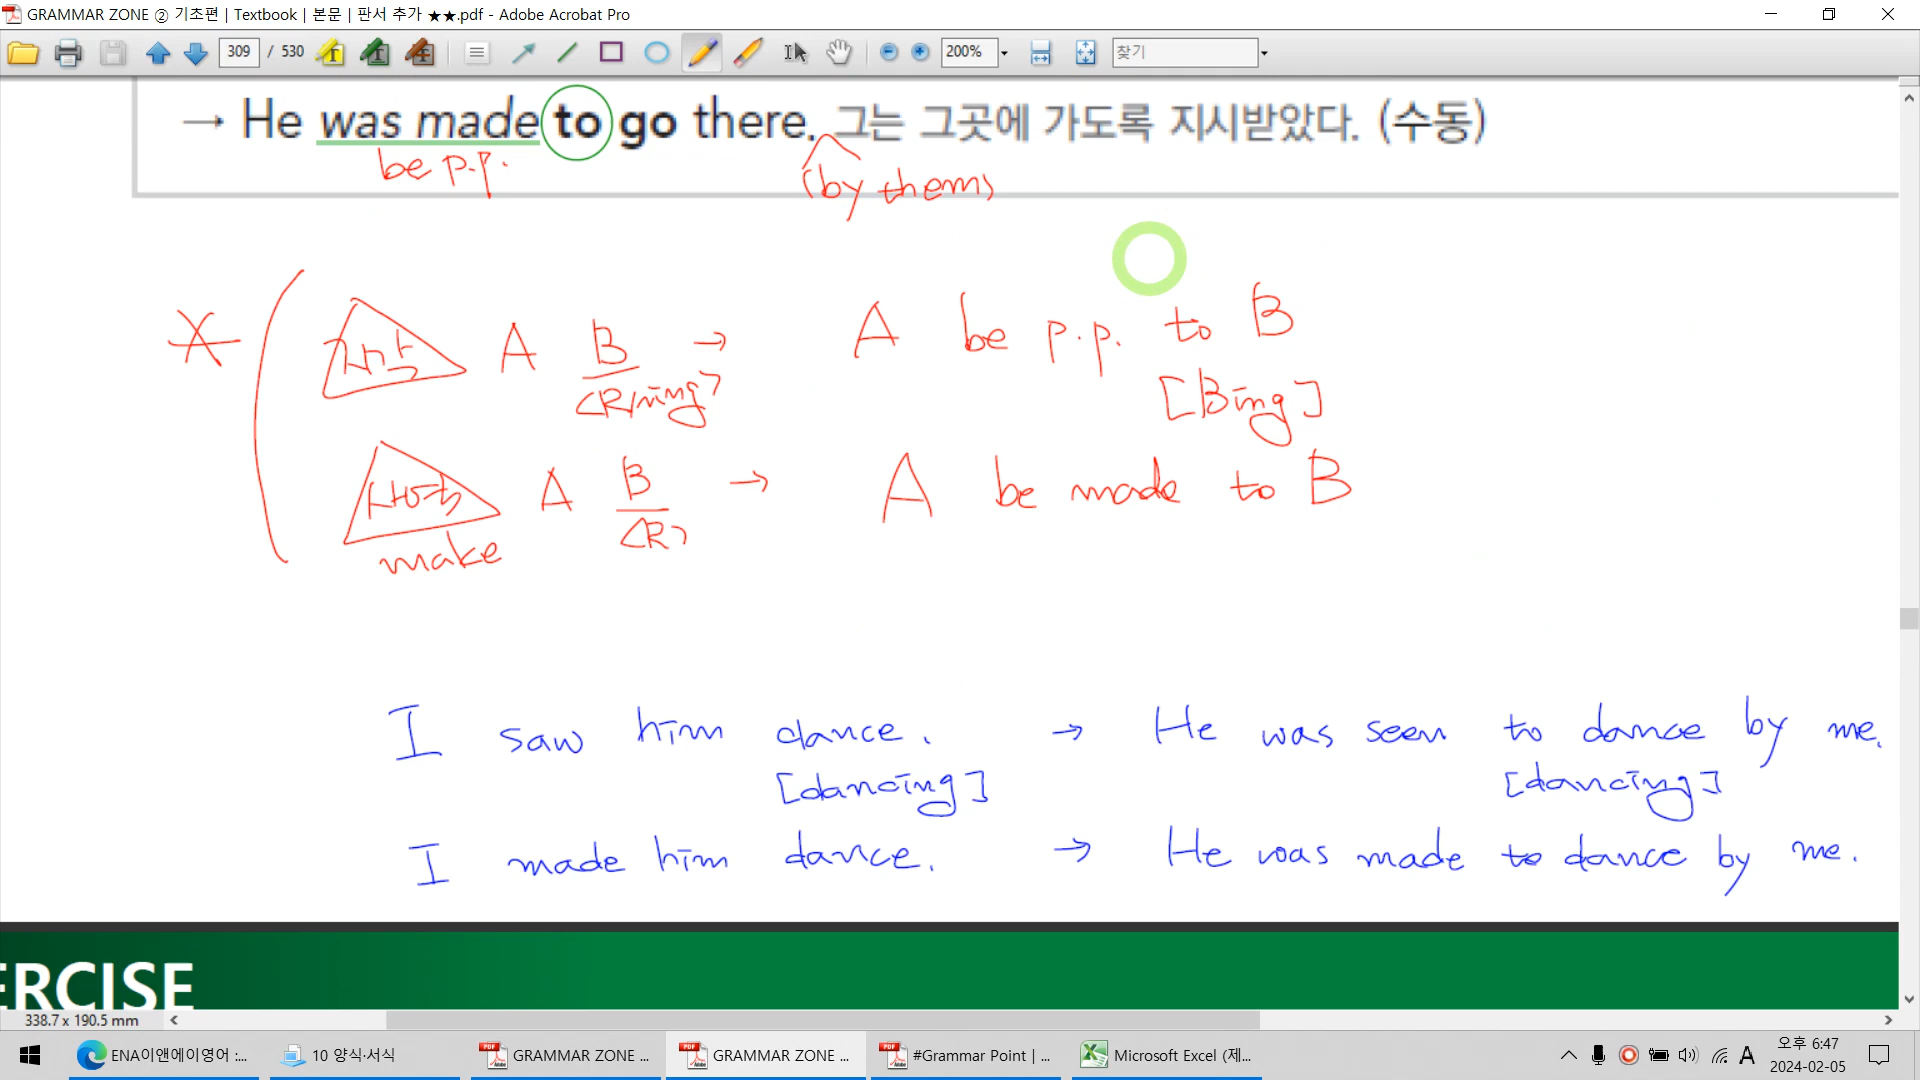 GRAMMAR ZONE ② 기초편 | Textbook | 본문 | 판서 추가 ★★.pdf - Adobe Acrobat Pro
309 / 530 200% 찾기
→ He was made to go there. 그는 그곳에 가도록 지시받았다. (수동)
be p.p. (by them)
지각 A B → A be p.p. to B
<R/ning> [Bing]
사역 A B → A be made to B
make <R>
I saw him dance. → He was seen to dance by me.
[dancing] [dancing]
I made him dance. → He was made to dance by me.
ERCISE
338.7 x 190.5 mm
ENA이앤에이영어 :... 10 양식·서식 GRAMMAR ZONE ... GRAMMAR ZONE ... #Grammar Point | ... Microsoft Excel (제... A 오후 6:47
2024-02-05